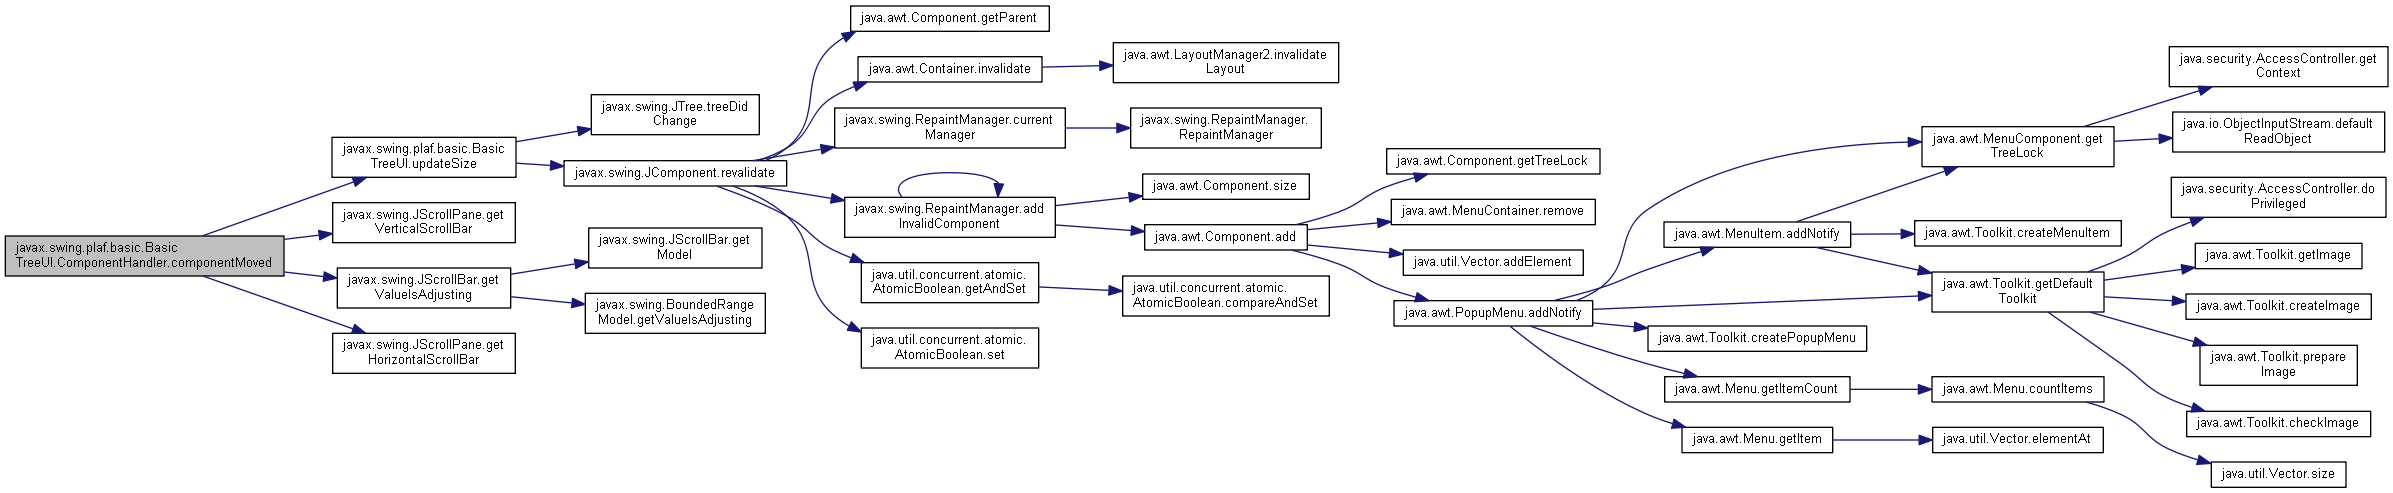 javax.swing.plaf.basic.Basic
TreeUI.ComponentHandler.componentMoved
javax.swing.plaf.basic.Basic
TreeUI.updateSize
javax.swing.JScrollPane.get
VerticalScrollBar
javax.swing.JScrollBar.get
ValueIsAdjusting
javax.swing.JScrollPane.get
HorizontalScrollBar
javax.swing.JTree.treeDid
Change
javax.swing.JComponent.revalidate
javax.swing.JScrollBar.get
Model
javax.swing.BoundedRange
Model.getValueIsAdjusting
java.awt.Component.getParent
java.awt.Container.invalidate
javax.swing.RepaintManager.current
Manager
javax.swing.RepaintManager.add
InvalidComponent
java.util.concurrent.atomic.
AtomicBoolean.getAndSet
java.util.concurrent.atomic.
AtomicBoolean.set
java.awt.LayoutManager2.invalidate
Layout
javax.swing.RepaintManager.
RepaintManager
java.awt.Component.size
java.awt.Component.add
java.util.concurrent.atomic.
AtomicBoolean.compareAndSet
java.awt.Component.getTreeLock
java.awt.MenuContainer.remove
java.util.Vector.addElement
java.awt.PopupMenu.addNotify
java.awt.MenuItem.addNotify
java.awt.Toolkit.createPopupMenu
java.awt.Menu.getItemCount
java.awt.Menu.getItem
java.awt.MenuComponent.get
TreeLock
java.awt.Toolkit.createMenuItem
java.awt.Toolkit.getDefault
Toolkit
java.awt.Menu.countItems
java.util.Vector.elementAt
java.security.AccessController.get
Context
java.io.ObjectInputStream.default
ReadObject
java.security.AccessController.do
Privileged
java.awt.Toolkit.getImage
java.awt.Toolkit.createImage
java.awt.Toolkit.prepare
Image
java.awt.Toolkit.checkImage
java.util.Vector.size